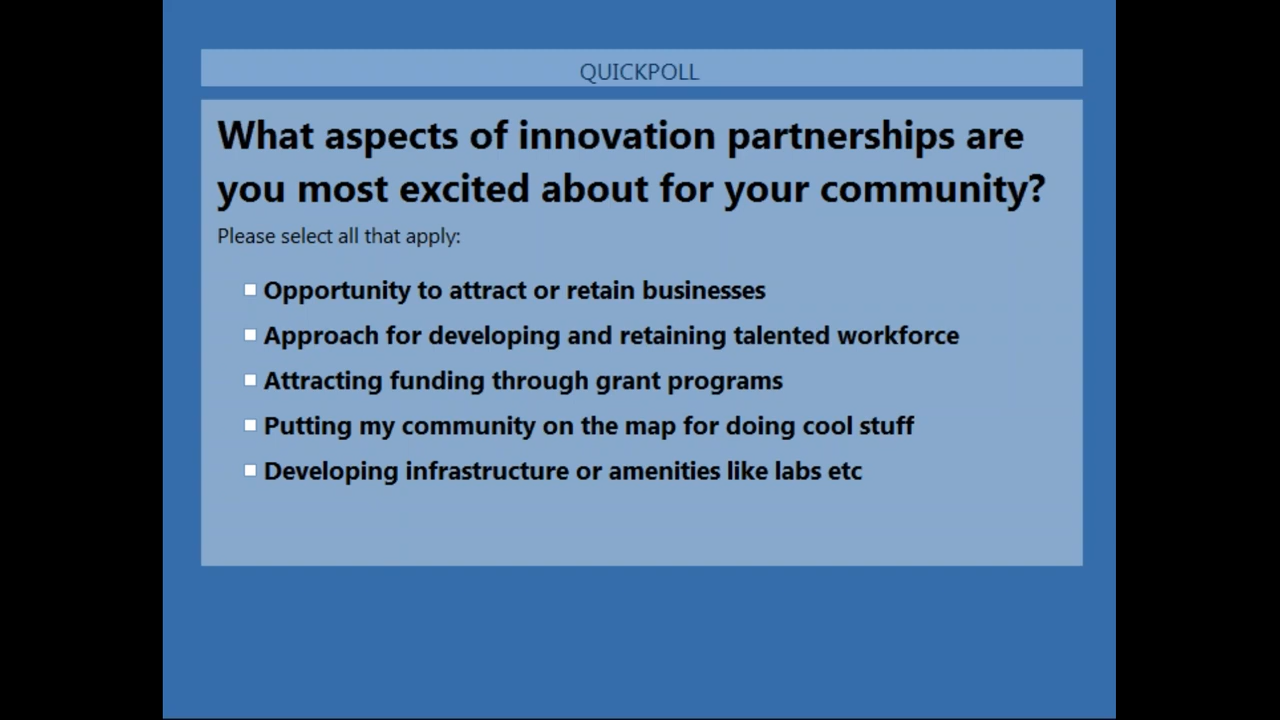 QUICKPOLL
What aspects of innovation partnerships are
you most excited about for your community?
Please select all that apply:
Opportunity to attract or retain businesses
Approach for developing and retaining talented workforce
Attracting funding through grant programs
Putting my community on the map for doing cool stuff
Developing infrastructure or amenities like labs etc